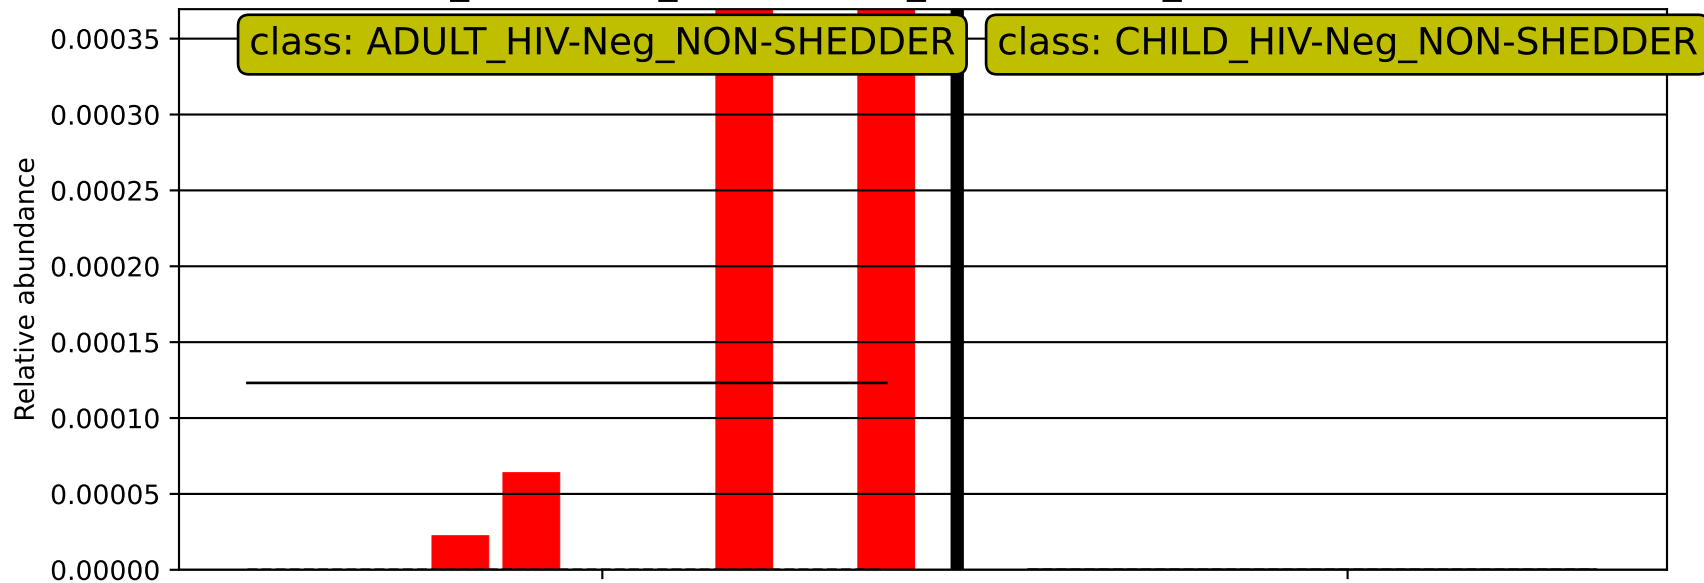 class: ADULT_HIV-Neg_NON-SHEDDER
class: CHILD_HIV-Neg_NON-SHEDDER
0.00035
0.00030
0.00025
0.00020
0.00015
0.00010
0.00005
0.00000
Relative abundance